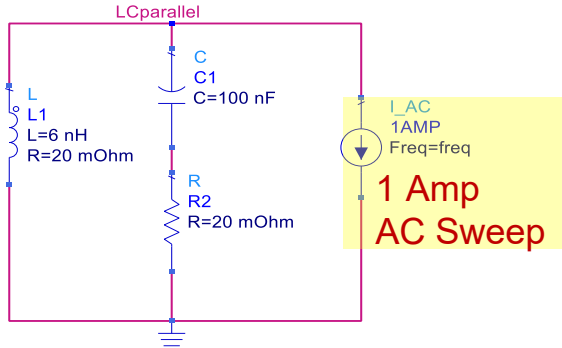 LCparallel
L
L1
L=6 nH
R=20 mOhm
C
C1
C=100 nF
R
R2
R=20 mOhm
I_AC
1AMP
Freq=freq
1 Amp
AC Sweep